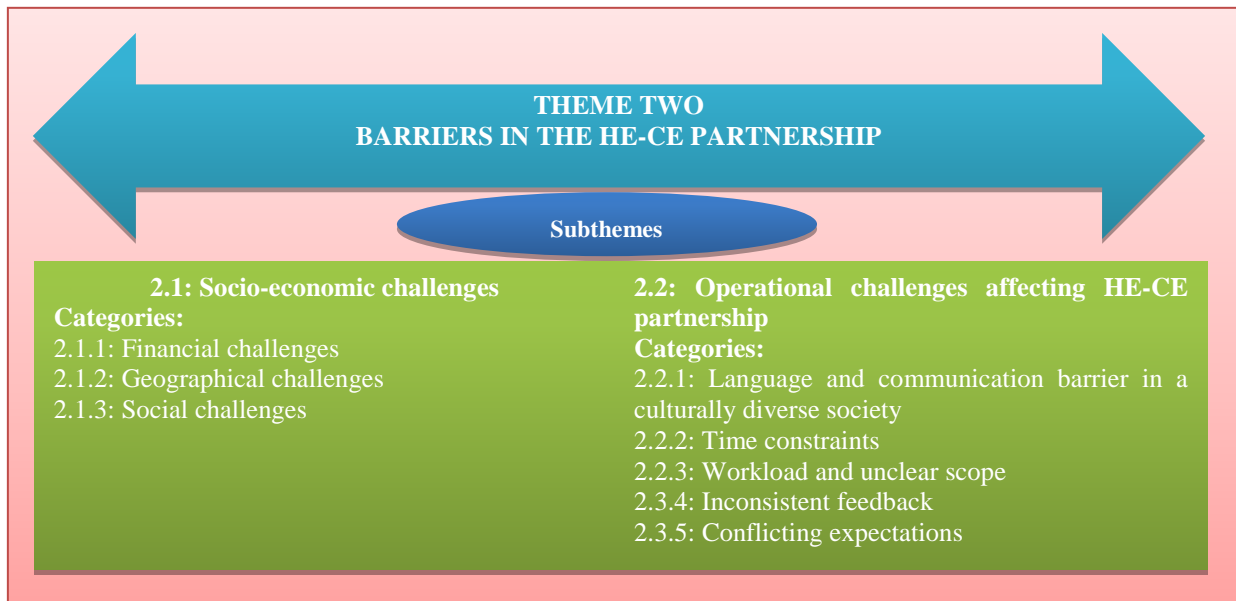 THEME TWO
BARRIERS IN THE HE-CE PARTNERSHIP
Subthemes
2.1: Socio-economic challenges
Categories:
2.1.1: Financial challenges
2.1.2: Geographical challenges
2.1.3: Social challenges
2.2: Operational challenges affecting HE-CE
partnership
Categories:
2.2.1: Language and communication barrier in a
culturally diverse society
2.2.2: Time constraints
2.2.3: Workload and unclear scope
2.3.4: Inconsistent feedback
2.3.5: Conflicting expectations